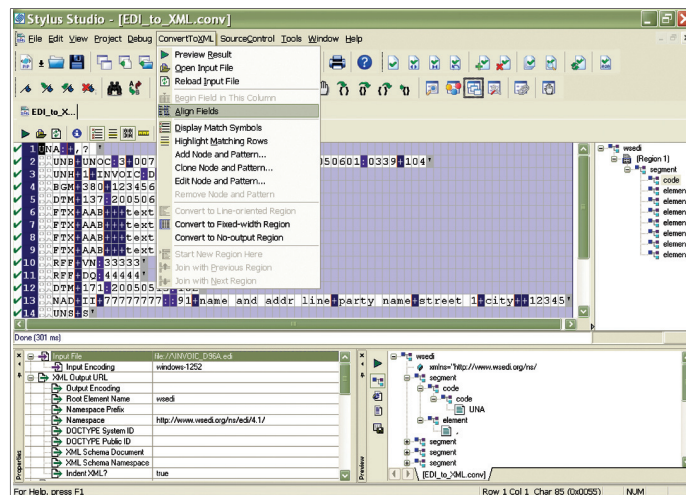 Stylus Studio - [EDI_to_XML.conv]
File Edit View Project Debug ConvertToXML SourceControl Tools Window Help
Preview Result
Open Input File
Reload Input File
Begin Field in This Column
Align Fields
Display Match Symbols
Highlight Matching Rows
Add Node and Pattern...
Clone Node and Pattern...
Edit Node and Pattern...
Remove Node and Pattern
Convert to Line-oriented Region
Convert to Fixed-width Region
Convert to No-output Region
Start New Region Here
Join with Previous Region
Join with Next Region
EDI_to_X...
1 UNA:+,? '
2 UNB+UNOC:3+007 050601:0339+104'
3 UNH+1+INVOIC:D
4 BGM+380+123456
5 DTM+137:200506
6 FTX+AAB+++text
7 FTX+AAB+++text
8 FTX+AAB+++text
9 FTX+AAB+++text
10 RFF+VN:33333'
11 RFF+DQ:44444'
12 DTM+171:20050515:102'
13 NAD+II+77777777::91+name and addr line+party name+street 1+city++12345'
14 UNS+S'
wsedi
(Region 1)
segment
code
elemen
elemen
elemen
elemen
elemen
elemen
Done (301 ms)
Input File file://\INVOIC_D96A.edi
Input Encoding windows-1252
XML Output URL
Output Encoding
Root Element Name wsedi
Namespace Prefix
Namespace http://www.wsedi.org/ns/edi/4.1/
DOCTYPE System ID
DOCTYPE Public ID
XML Schema Document
XML Schema Namespace
Indent XML? true
Properties
Preview
wsedi
xmlns="http://www.wsedi.org/ns/
segment
code
code
UNA
element
,
segment
segment
segment
[EDI_to_XML.conv]
For Help, press F1
Row 1 Col 1 Char 85 (0x0055) NUM